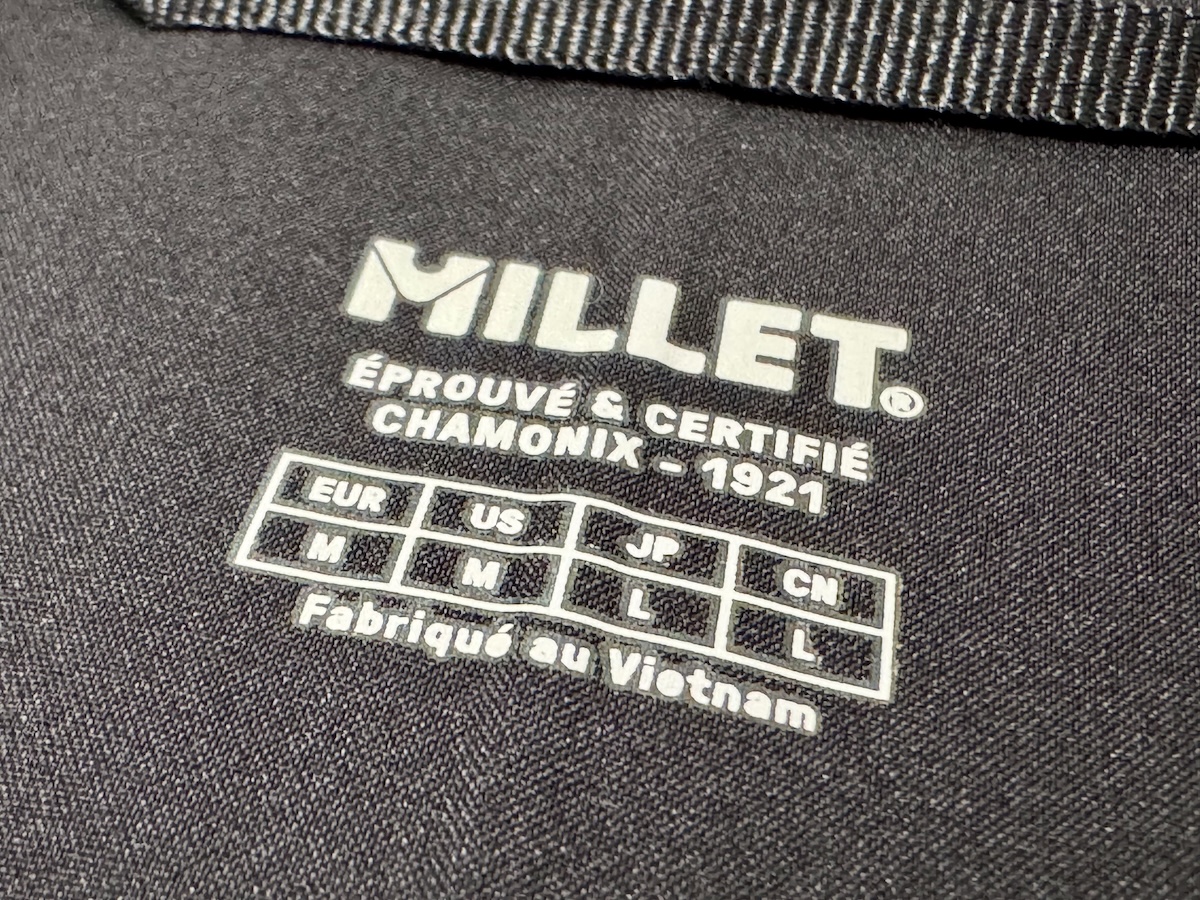 MILLET®
ÉPROUVÉ & CERTIFIÉ
CHAMONIX - 1921
EUR US JP CN
M M L L
Fabriqué au Vietnam